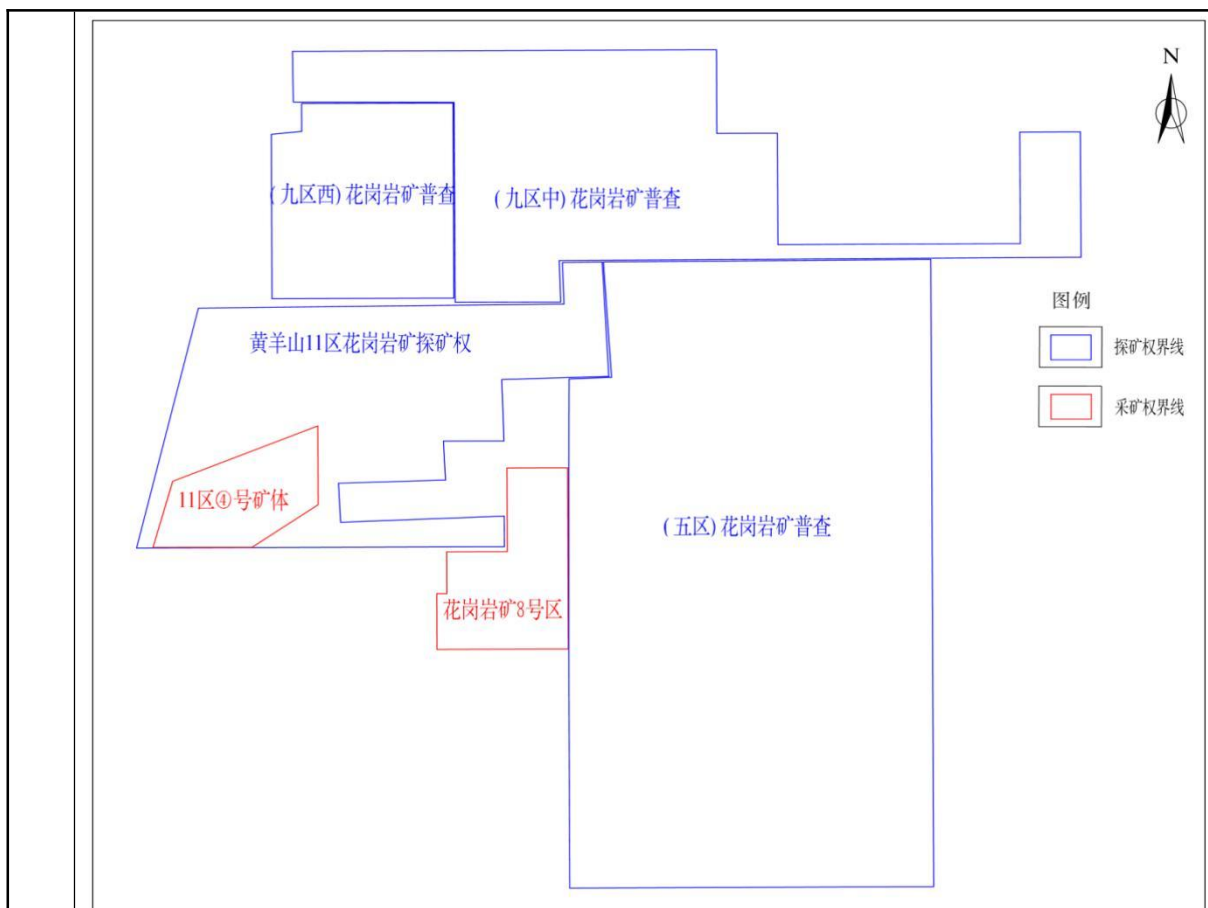 N
(九区西)花岗岩矿普查
(九区中)花岗岩矿普查
图例
黄羊山11区花岗岩矿探矿权
探矿权界线
采矿权界线
11区④号矿体
(五区)花岗岩矿普查
花岗岩矿8号区